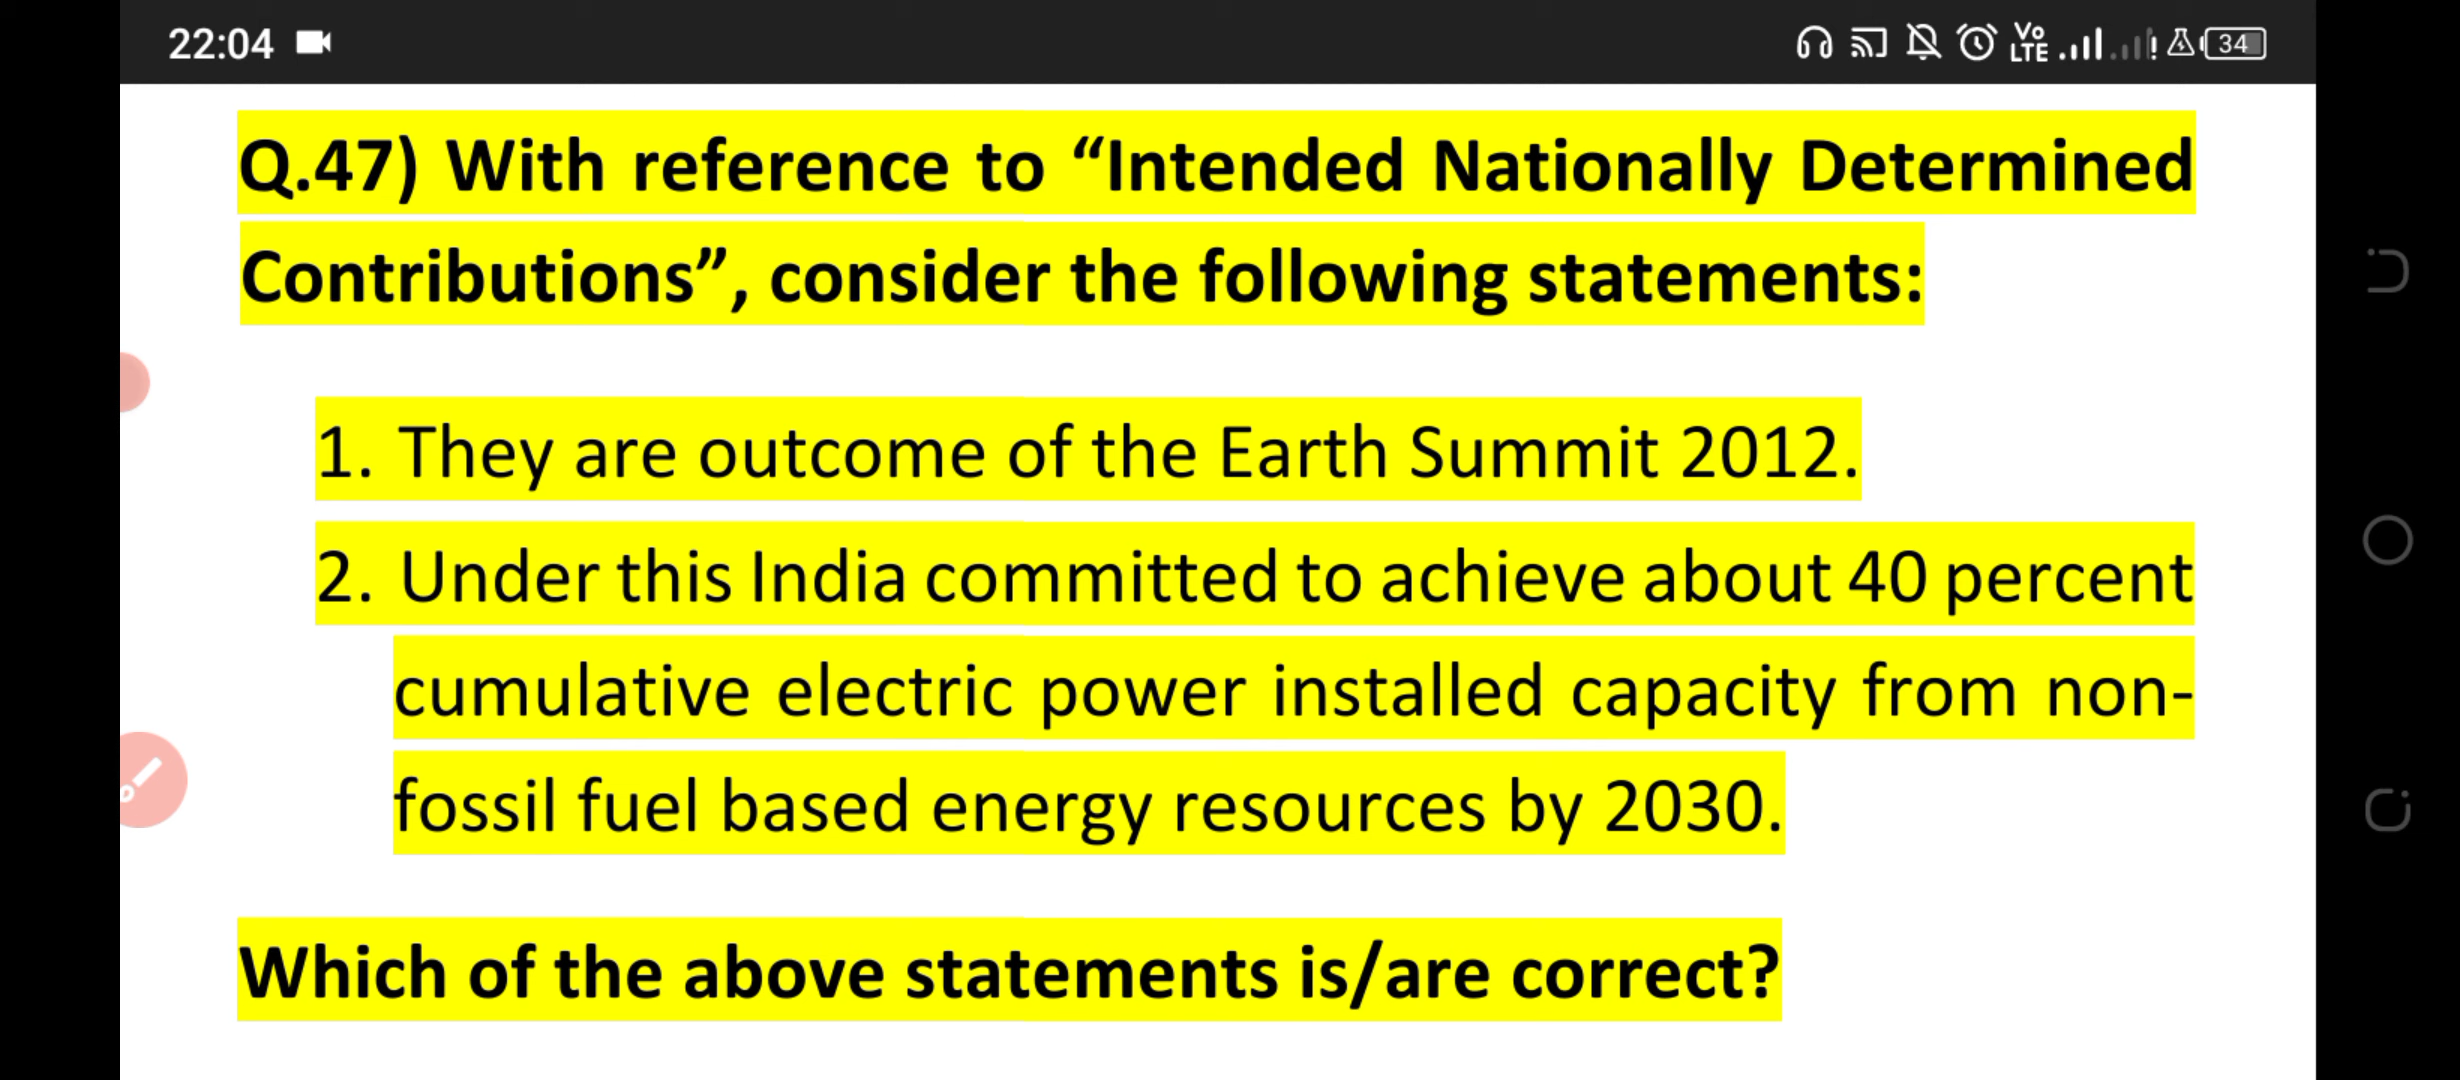 22:04 Vo LTE 34
Q.47) With reference to “Intended Nationally Determined
Contributions”, consider the following statements:
1. They are outcome of the Earth Summit 2012.
2. Under this India committed to achieve about 40 percent
cumulative electric power installed capacity from non-
fossil fuel based energy resources by 2030.
Which of the above statements is/are correct?